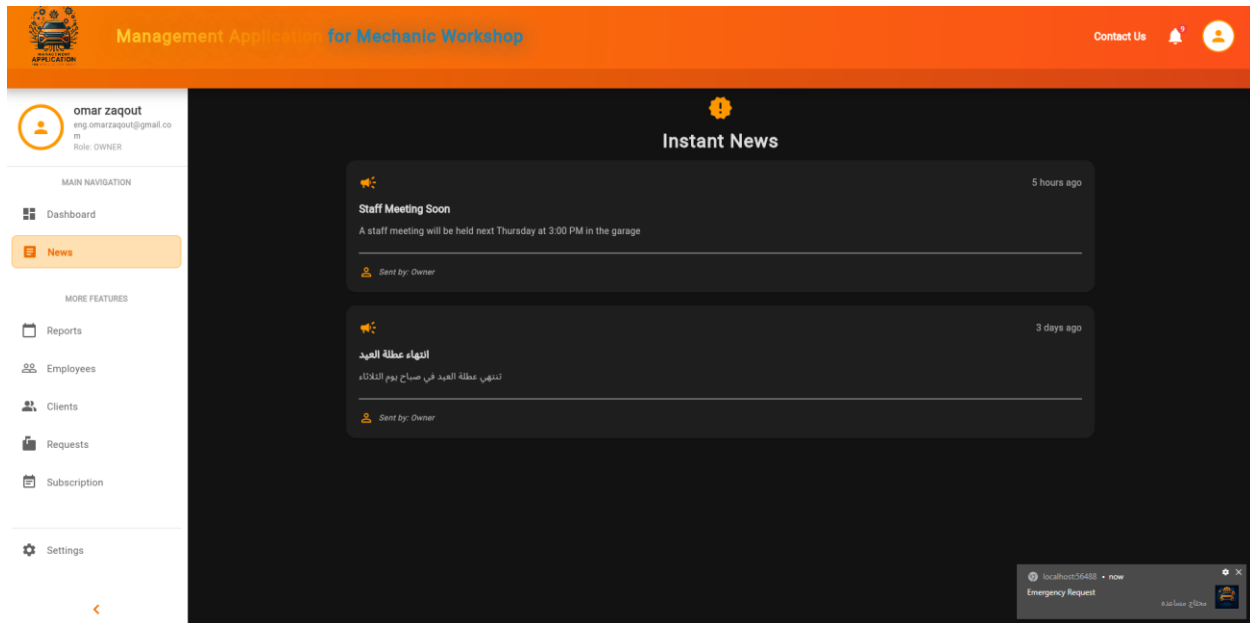 MANAGEMENT
APPLICATION
Management Application for Mechanic Workshop
Contact Us
9
omar zaqout
eng.omarzaqout@gmail.co
m
Role: OWNER
MAIN NAVIGATION
Dashboard
News
MORE FEATURES
Reports
Employees
Clients
Requests
Subscription
Settings
Instant News
5 hours ago
Staff Meeting Soon
A staff meeting will be held next Thursday at 3:00 PM in the garage
Sent by: Owner
3 days ago
انتهاء عطلة العيد
تنتهي عطلة العيد في صباح يوم الثلاثاء
Sent by: Owner
localhost:56488 • now
Emergency Request
محتاج مساعدة